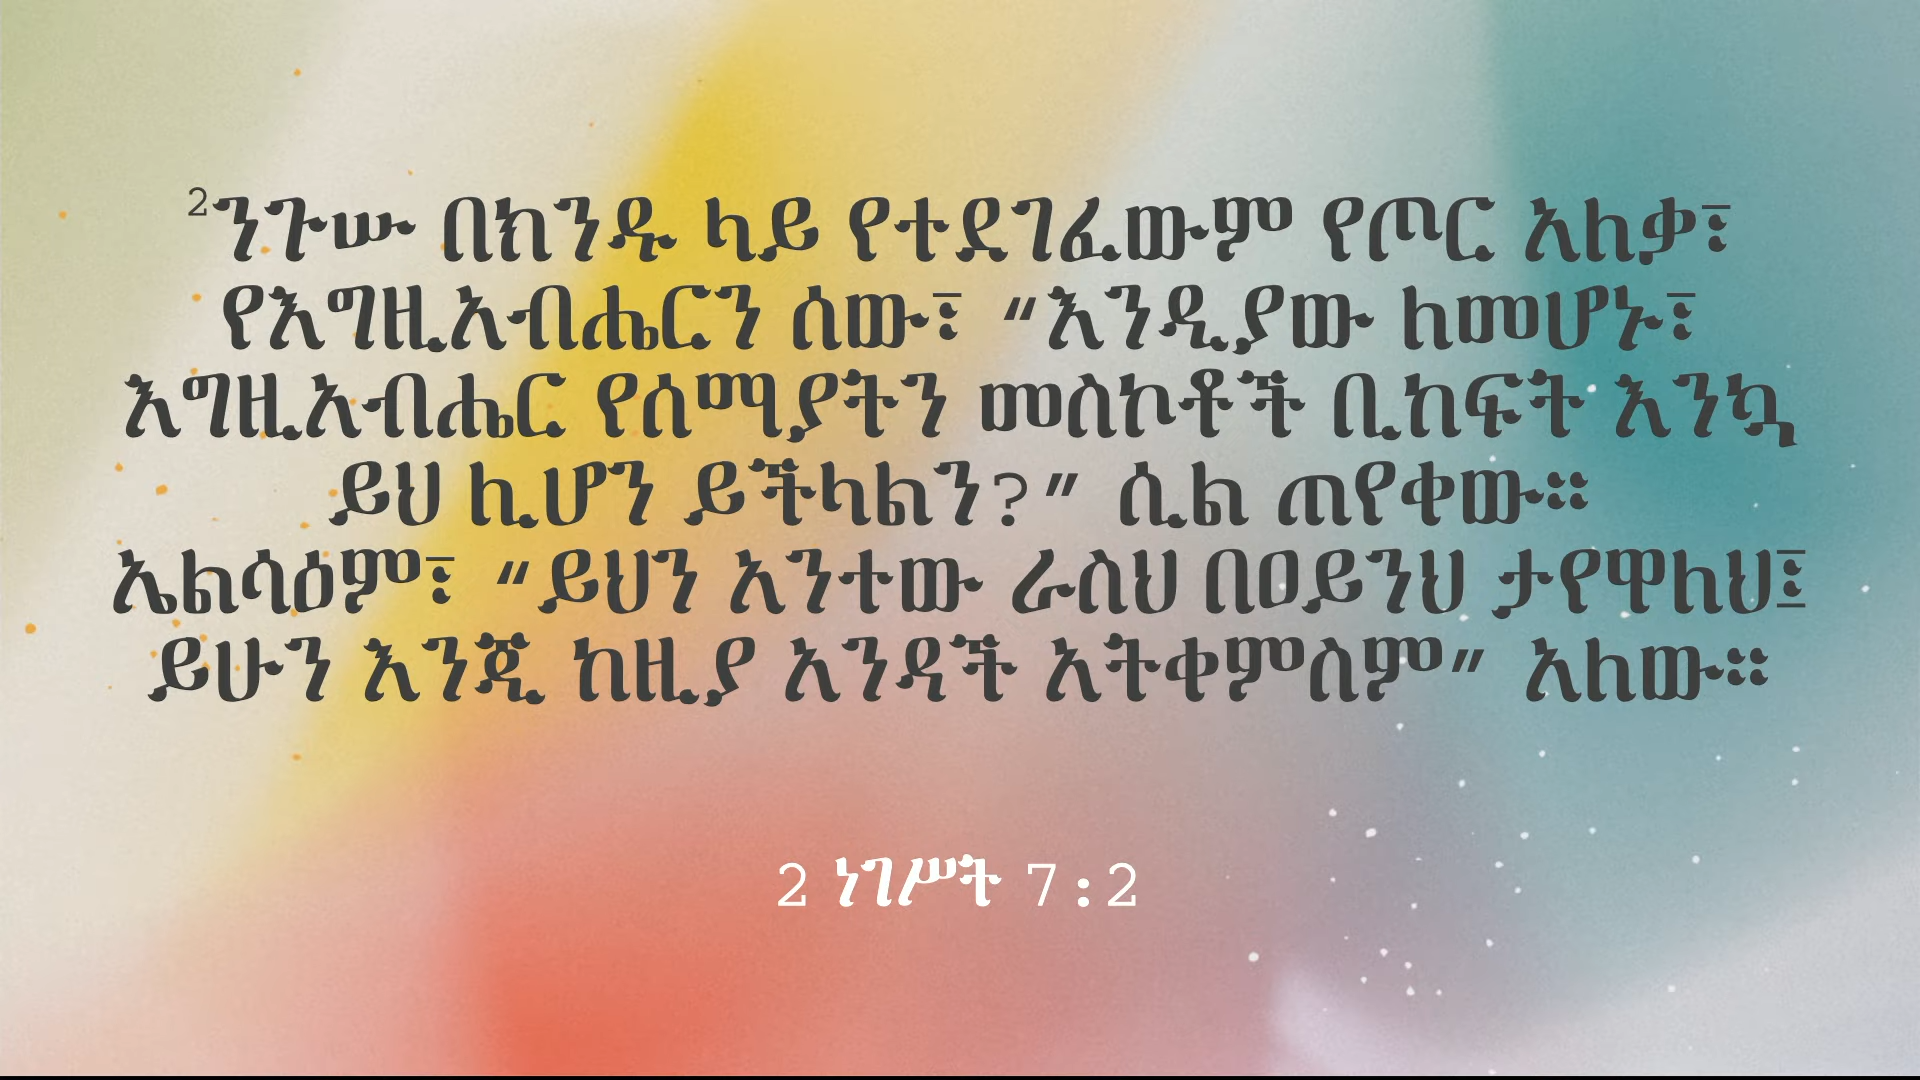 2ንጉሡ በክንዱ ላይ የተደገፈውም የጦር አለቃ፣
የእግዚአብሔርን ሰው፣ “እንዲያው ለመሆኑ፣
እግዚአብሔር የሰማያትን መስኮቶች ቢከፍት እንኳ
ይህ ሊሆን ይችላልን?” ሲል ጠየቀው።
ኤልሳዕም፣ “ይህን አንተው ራስህ በዐይንህ ታየዋለህ፤
ይሁን እንጂ ከዚያ አንዳች አትቀምስም” አለው።
2 ነገሥት 7:2